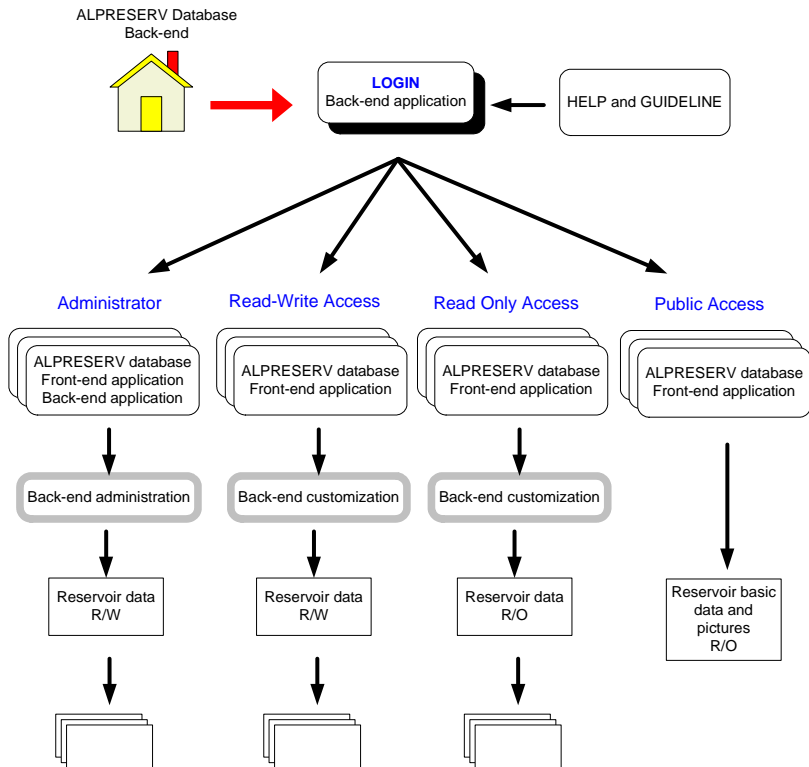 ALPRESERV Database
Back-end
LOGIN
Back-end application
HELP and GUIDELINE
Administrator
Read-Write Access
Read Only Access
Public Access
ALPRESERV database
Front-end application
Back-end application
ALPRESERV database
Front-end application
ALPRESERV database
Front-end application
ALPRESERV database
Front-end application
Back-end administration
Back-end customization
Back-end customization
Reservoir data
R/W
Reservoir data
R/W
Reservoir data
R/O
Reservoir basic
data and
pictures
R/O